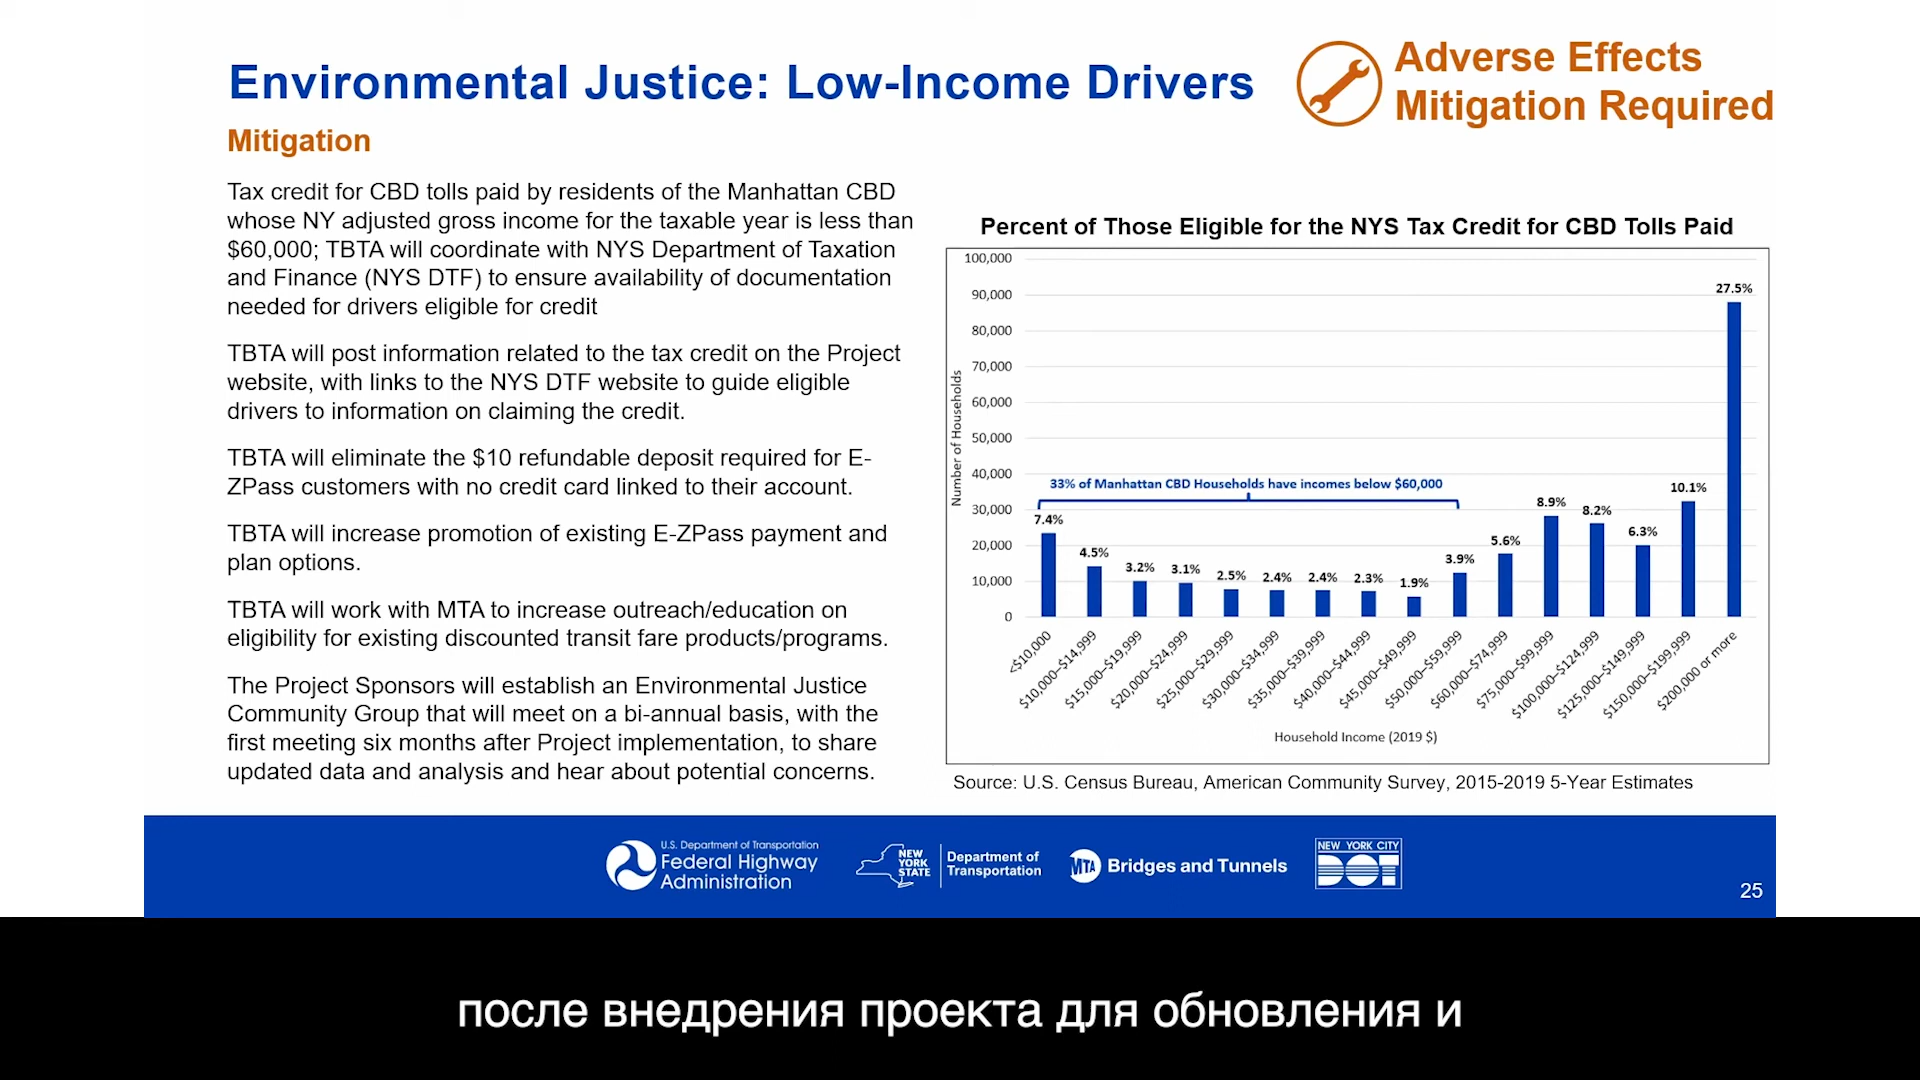 Environmental Justice: Low-Income Drivers
Adverse Effects
Mitigation Required
Mitigation
Tax credit for CBD tolls paid by residents of the Manhattan CBD
whose NY adjusted gross income for the taxable year is less than
$60,000; TBTA will coordinate with NYS Department of Taxation
and Finance (NYS DTF) to ensure availability of documentation
needed for drivers eligible for credit
TBTA will post information related to the tax credit on the Project
website, with links to the NYS DTF website to guide eligible
drivers to information on claiming the credit.
TBTA will eliminate the $10 refundable deposit required for E-
ZPass customers with no credit card linked to their account.
TBTA will increase promotion of existing E-ZPass payment and
plan options.
TBTA will work with MTA to increase outreach/education on
eligibility for existing discounted transit fare products/programs.
The Project Sponsors will establish an Environmental Justice
Community Group that will meet on a bi-annual basis, with the
first meeting six months after Project implementation, to share
updated data and analysis and hear about potential concerns.
Percent of Those Eligible for the NYS Tax Credit for CBD Tolls Paid
Number of Households
100,000
90,000
80,000
70,000
60,000
50,000
40,000
30,000
20,000
10,000
0
33% of Manhattan CBD Households have incomes below $60,000
7.4%
4.5%
3.2%
3.1%
2.5%
2.4%
2.4%
2.3%
1.9%
3.9%
5.6%
8.9%
8.2%
6.3%
10.1%
27.5%
<$10,000
$10,000–$14,999
$15,000–$19,999
$20,000–$24,999
$25,000–$29,999
$30,000–$34,999
$35,000–$39,999
$40,000–$44,999
$45,000–$49,999
$50,000–$59,999
$60,000–$74,999
$75,000–$99,999
$100,000–$124,999
$125,000–$149,999
$150,000–$199,999
$200,000 or more
Household Income (2019 $)
Source: U.S. Census Bureau, American Community Survey, 2015-2019 5-Year Estimates
U.S. Department of Transportation
Federal Highway
Administration
NEW
YORK
STATE
Department of
Transportation
MTA
Bridges and Tunnels
NEW YORK CITY
DOT
25
после внедрения проекта для обновления и